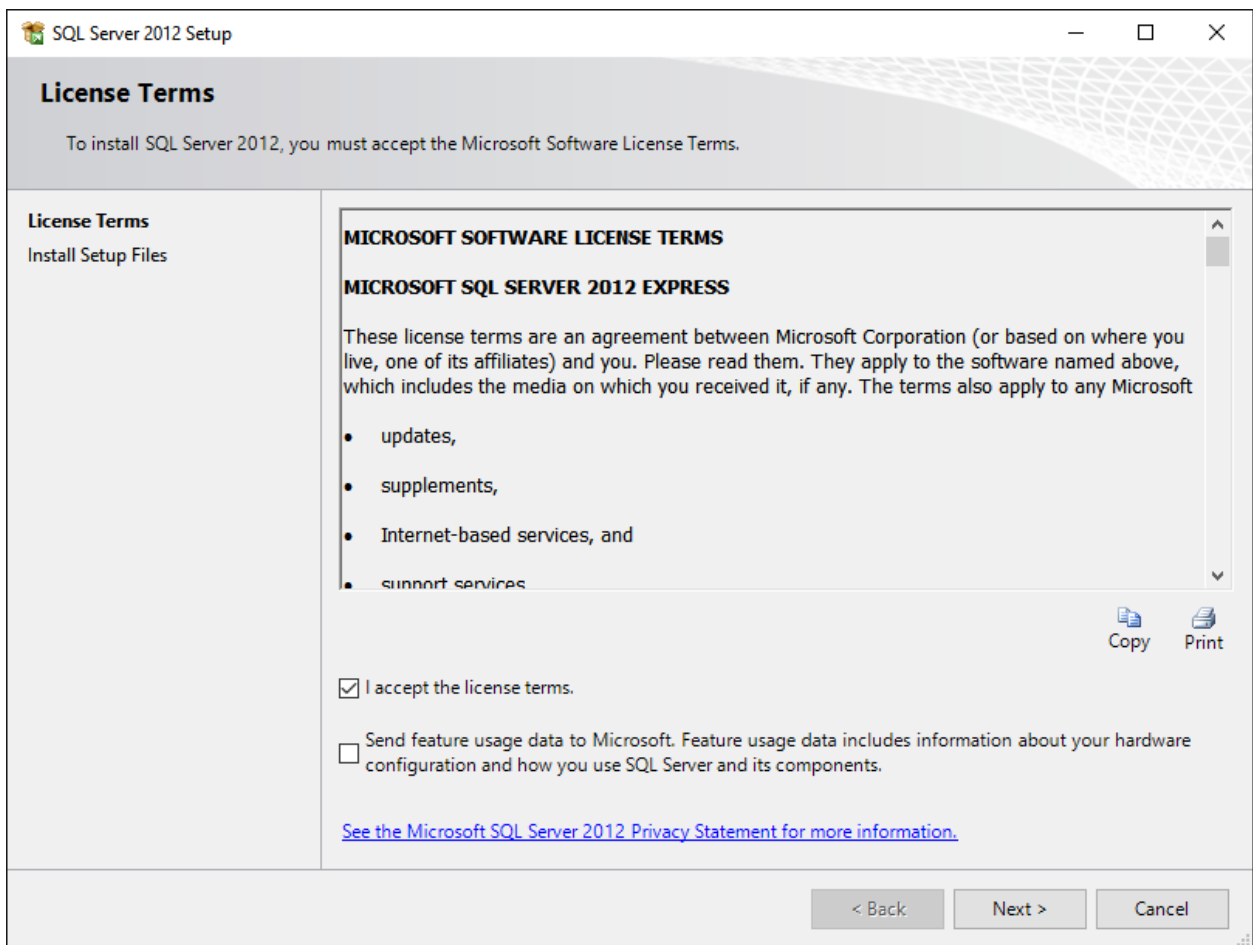 SQL Server 2012 Setup
License Terms
To install SQL Server 2012, you must accept the Microsoft Software License Terms.
License Terms
Install Setup Files
MICROSOFT SOFTWARE LICENSE TERMS
MICROSOFT SQL SERVER 2012 EXPRESS
These license terms are an agreement between Microsoft Corporation (or based on where you
live, one of its affiliates) and you. Please read them. They apply to the software named above,
which includes the media on which you received it, if any. The terms also apply to any Microsoft
• updates,
• supplements,
• Internet-based services, and
• support services
Copy
Print
I accept the license terms.
Send feature usage data to Microsoft. Feature usage data includes information about your hardware
configuration and how you use SQL Server and its components.
See the Microsoft SQL Server 2012 Privacy Statement for more information.
< Back
Next >
Cancel